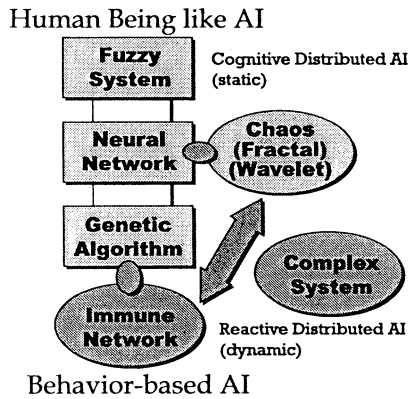 Human Being like AI
Fuzzy
System
Cognitive Distributed AI
(static)
Neural
Network
Chaos
(Fractal)
(Wavelet)
Genetic
Algorithm
Complex
System
Immune
Network
Reactive Distributed AI
(dynamic)
Behavior-based AI